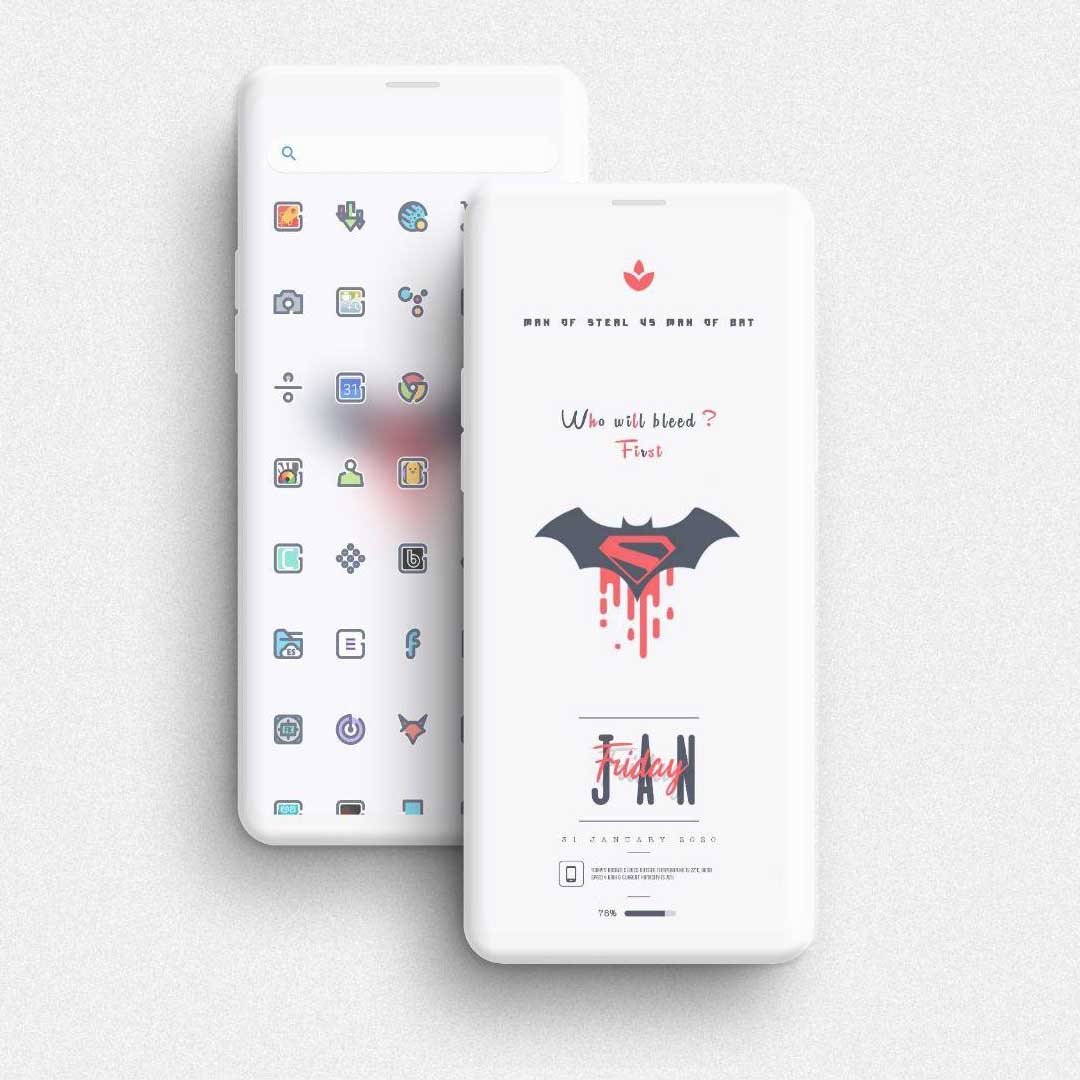 31
b
ES
f
MAN OF STEAL VS MAN OF BAT
Who will bleed ?
First
JAN
Friday
31 JANUARY 2020
78%